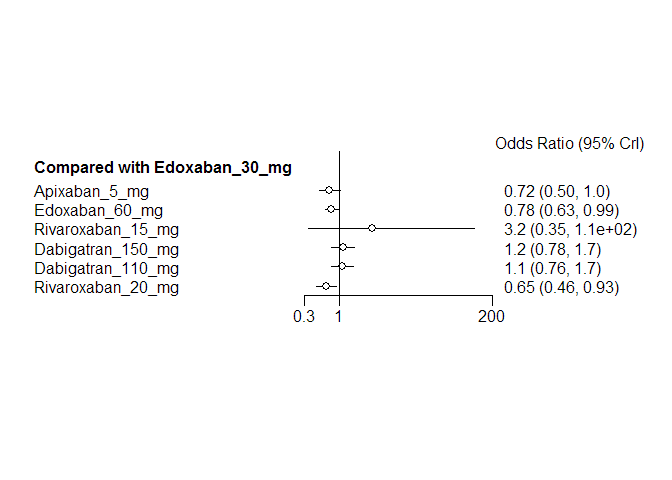 Odds Ratio (95% Crl)
Compared with Edoxaban_30_mg
Apixaban_5_mg 0.72 (0.50, 1.0)
Edoxaban_60_mg 0.78 (0.63, 0.99)
Rivaroxaban_15_mg 3.2 (0.35, 1.1e+02)
Dabigatran_150_mg 1.2 (0.78, 1.7)
Dabigatran_110_mg 1.1 (0.76, 1.7)
Rivaroxaban_20_mg 0.65 (0.46, 0.93)
0.3 1 200